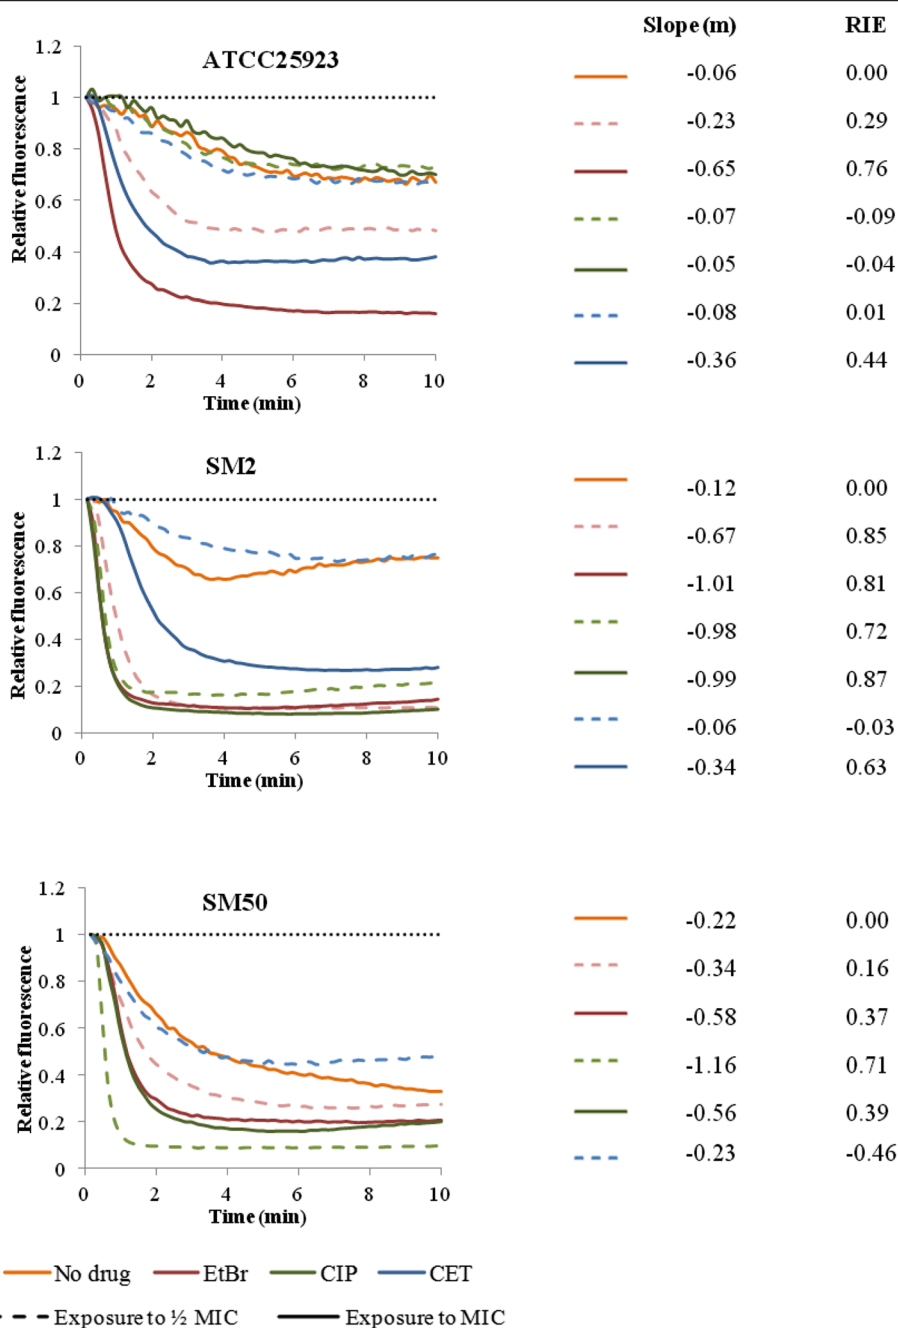 Slope (m) RIE
ATCC25923
Relative fluorescence
1.2
1
0.8
0.6
0.4
0.2
0
0 2 4 6 8 10
Time (min)
-0.06 0.00
-0.23 0.29
-0.65 0.76
-0.07 -0.09
-0.05 -0.04
-0.08 0.01
-0.36 0.44
SM2
Relative fluorescence
1.2
1
0.8
0.6
0.4
0.2
0
0 2 4 6 8 10
Time (min)
-0.12 0.00
-0.67 0.85
-1.01 0.81
-0.98 0.72
-0.99 0.87
-0.06 -0.03
-0.34 0.63
SM50
Relative fluorescence
1.2
1
0.8
0.6
0.4
0.2
0
0 2 4 6 8 10
Time (min)
-0.22 0.00
-0.34 0.16
-0.58 0.37
-1.16 0.71
-0.56 0.39
-0.23 -0.46
No drug EtBr CIP CET
Exposure to ½ MIC Exposure to MIC